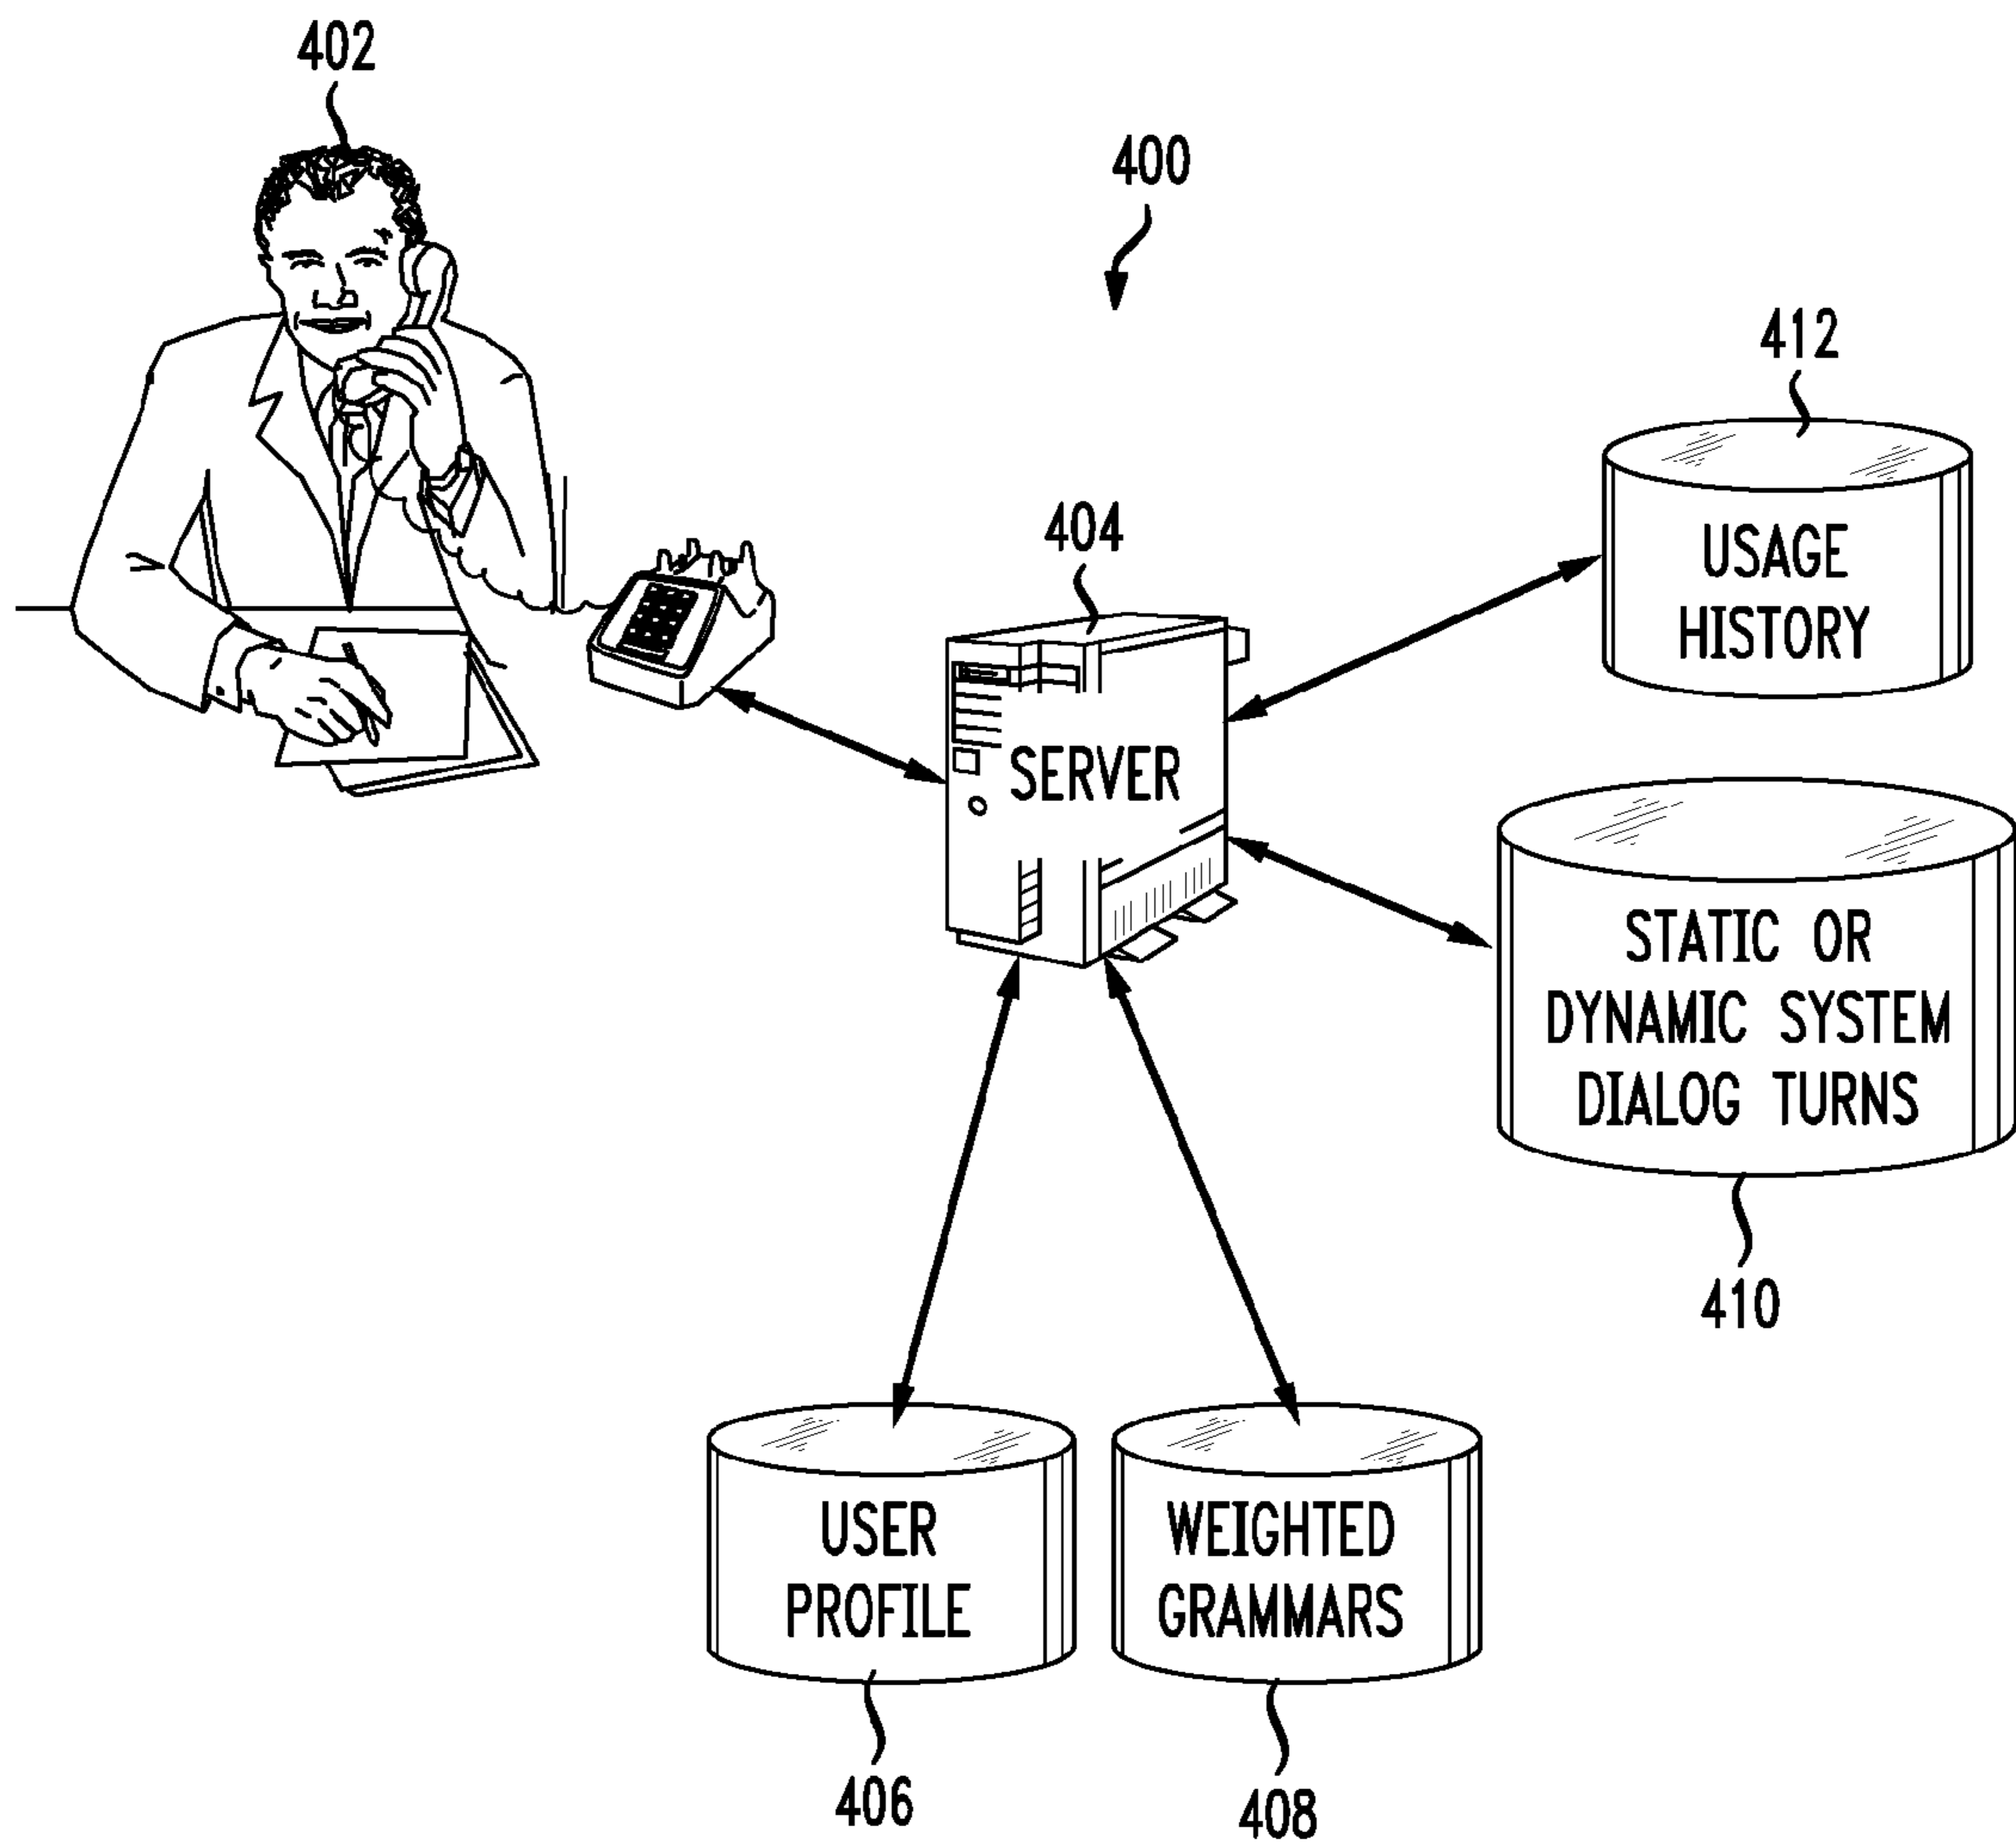 402
400
412
404
USAGE
HISTORY
SERVER
STATIC OR
DYNAMIC SYSTEM
DIALOG TURNS
410
USER
PROFILE
WEIGHTED
GRAMMARS
406
408